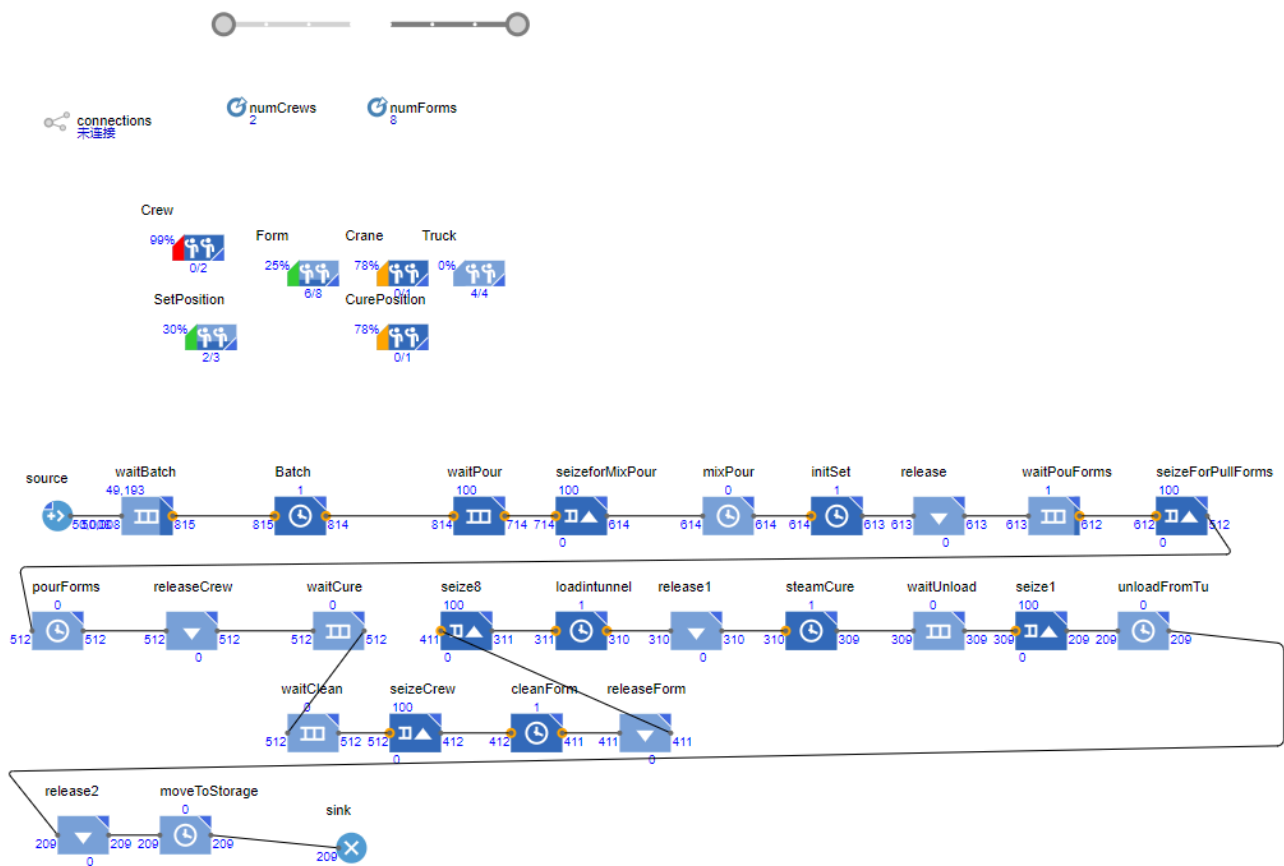 numCrews
2
numForms
8
connections
未连接
Crew
99%
0/2
Form
25%
6/8
Crane
78%
0/1
Truck
0%
4/4
SetPosition
30%
2/3
CurePosition
78%
0/1
source
waitBatch
49,193
815
Batch
1
815 814
waitPour
100
814 714
seizeforMixPour
100
714 614
0
mixPour
0
614 614
initSet
1
614 613
release
613 613
0
waitPouForms
1
613 612
seizeForPullForms
100
612 512
0
pourForms
0
512 512
releaseCrew
512 512
0
waitCure
0
512 512
seize8
100
411 311
0
loadintunnel
1
311 310
release1
310 310
0
steamCure
1
310 309
waitUnload
0
309 309
seize1
100
309 209
0
unloadFromTu
0
209 209
waitClean
0
512 512
seizeCrew
100
512 412
0
cleanForm
1
412 411
releaseForm
411 411
0
release2
209 209
0
moveToStorage
0
209 209
sink
209